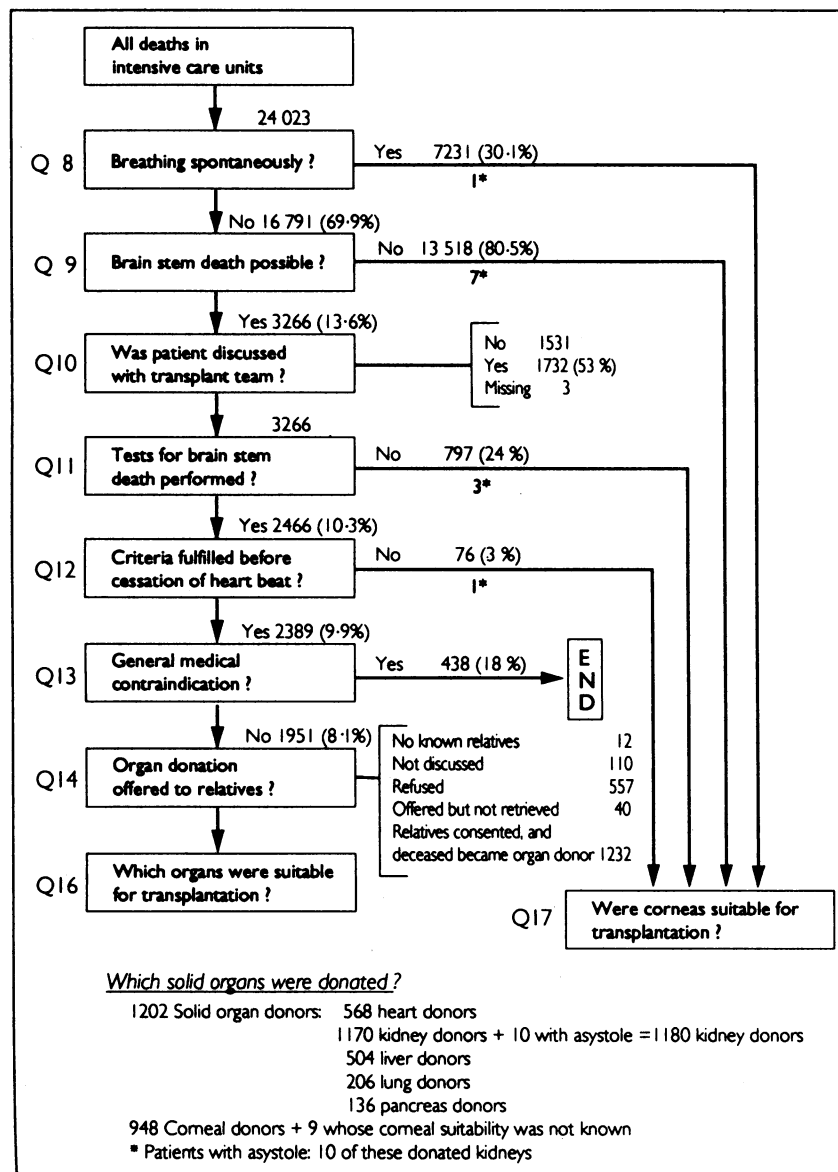 All deaths in
intensive care units
24 023
Q 8
Breathing spontaneously ?
Yes 7231 (30·1%)
1*
No 16 791 (69·9%)
Q 9
Brain stem death possible ?
No 13 518 (80·5%)
7*
Yes 3266 (13·6%)
Q10
Was patient discussed
with transplant team ?
No 1531
Yes 1732 (53 %)
Missing 3
3266
Q11
Tests for brain stem
death performed ?
No 797 (24 %)
3*
Yes 2466 (10·3%)
Q12
Criteria fulfilled before
cessation of heart beat ?
No 76 (3 %)
1*
Yes 2389 (9·9%)
Q13
General medical
contraindication ?
Yes 438 (18 %)
END
No 1951 (8·1%)
Q14
Organ donation
offered to relatives ?
No known relatives 12
Not discussed 110
Refused 557
Offered but not retrieved 40
Relatives consented, and
deceased became organ donor 1232
Q16
Which organs were suitable
for transplantation ?
Q17
Were corneas suitable for
transplantation ?
Which solid organs were donated ?
1202 Solid organ donors: 568 heart donors
1170 kidney donors + 10 with asystole =1180 kidney donors
504 liver donors
206 lung donors
136 pancreas donors
948 Corneal donors + 9 whose corneal suitability was not known
* Patients with asystole: 10 of these donated kidneys